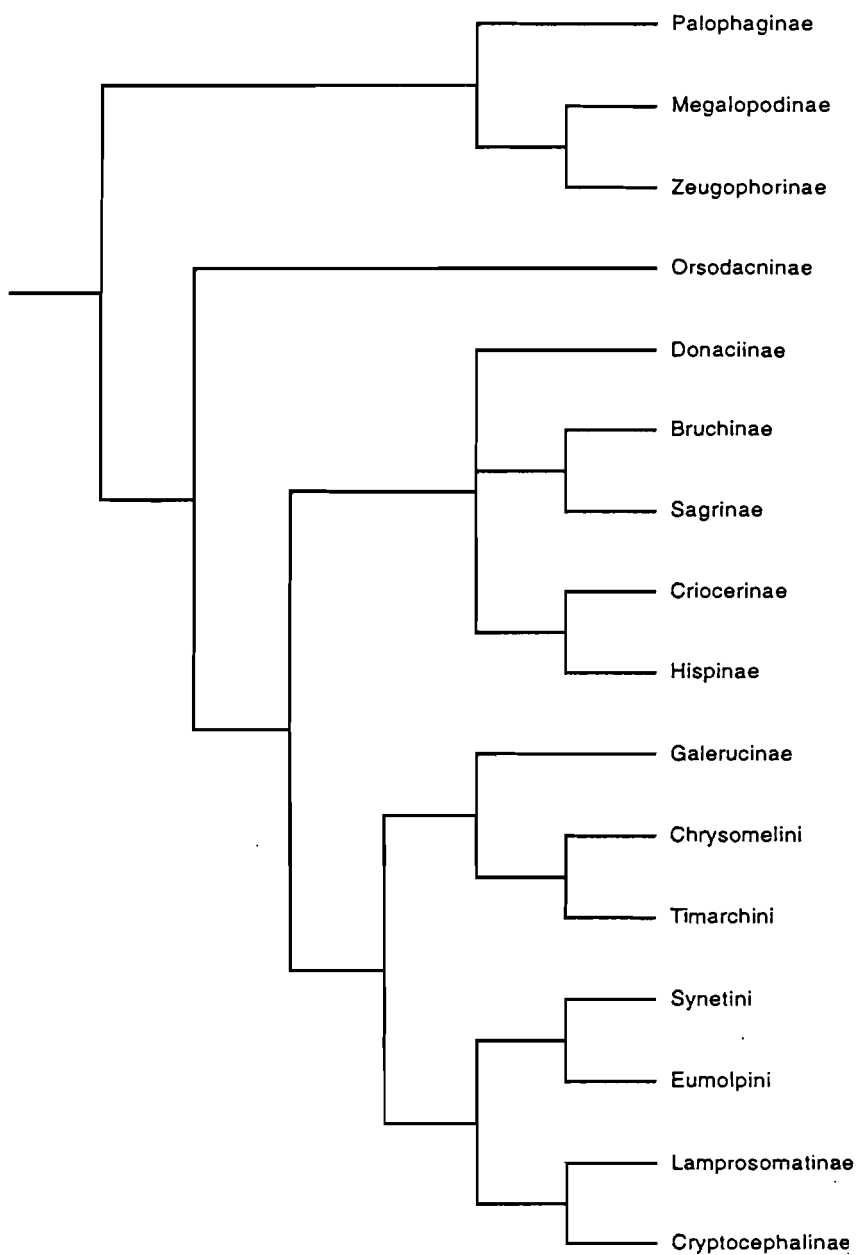 Palophaginae
Megalopodinae
Zeugophorinae
Orsodacninae
Donaciinae
Bruchinae
Sagrinae
Criocerinae
Hispinae
Galerucinae
Chrysomelini
Timarchini
Synetini
Eumolpini
Lamprosomatinae
Cryptocephalinae